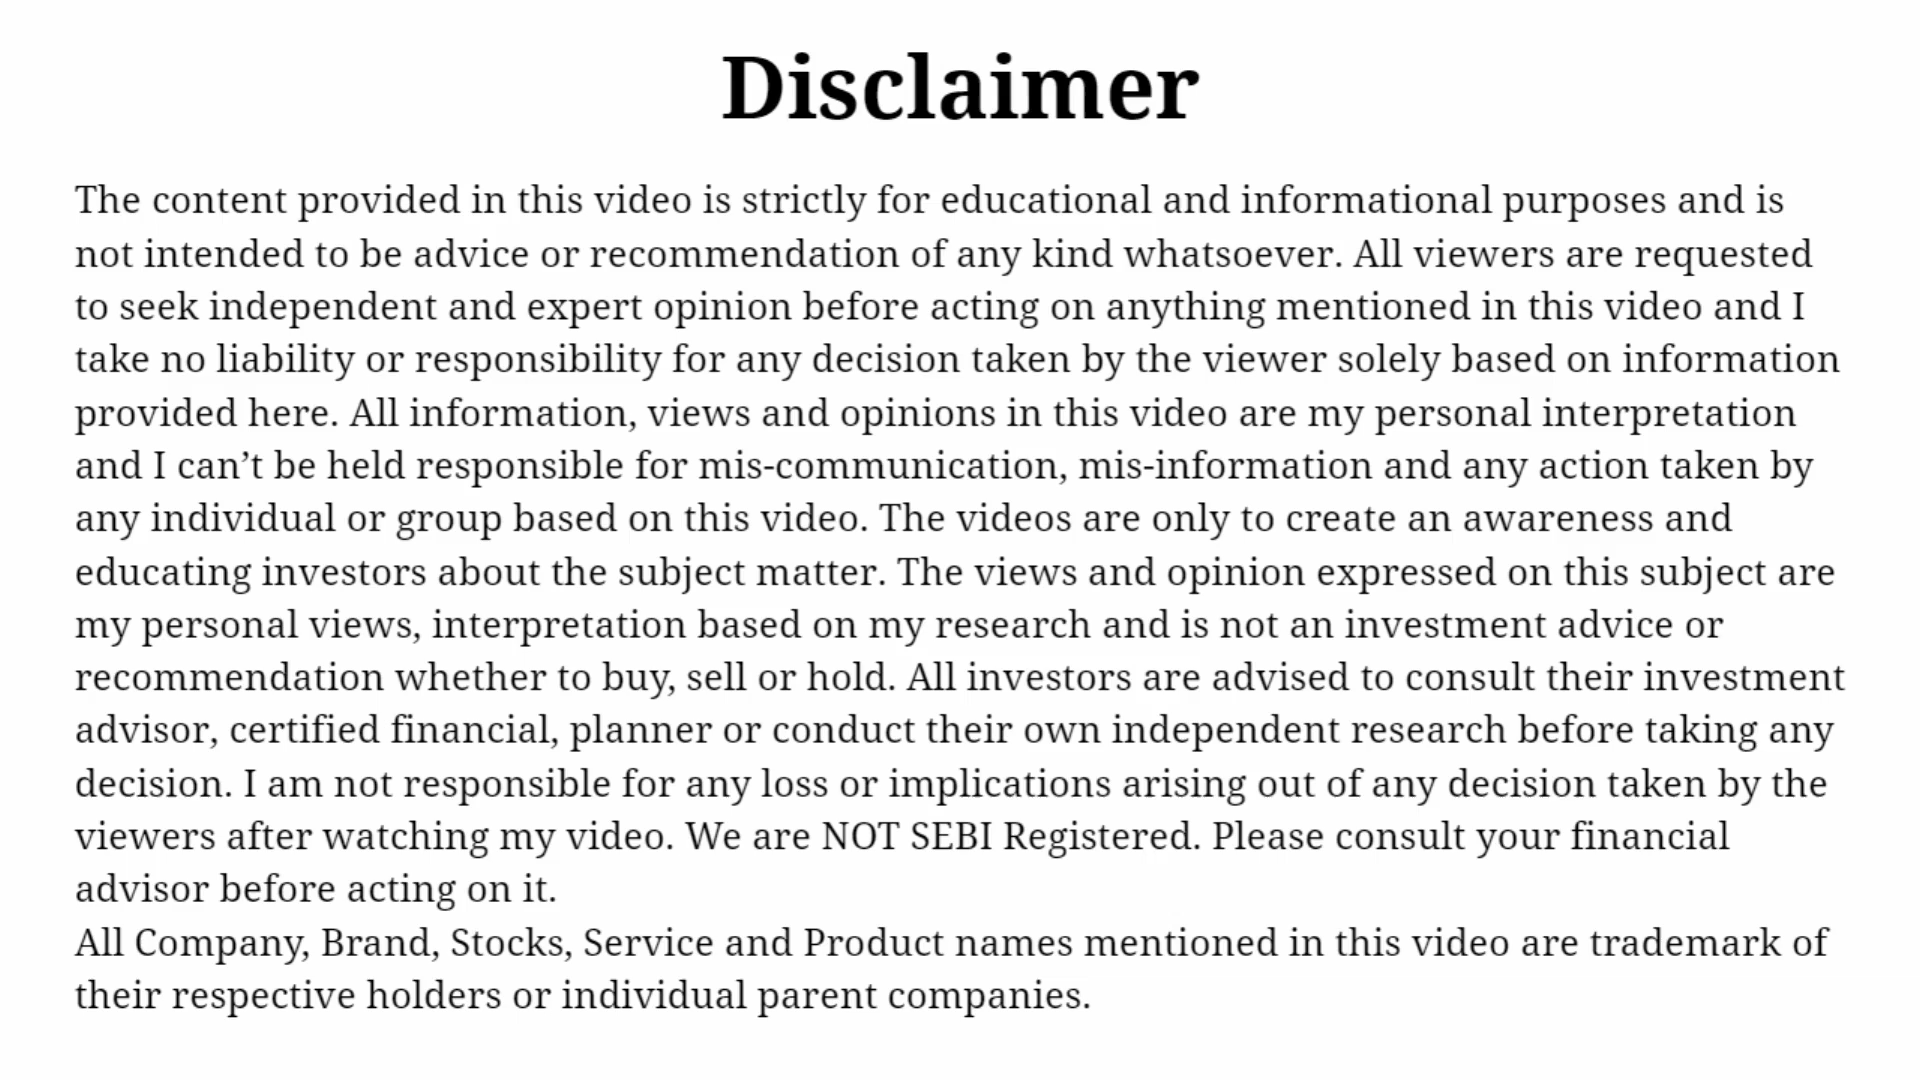 Disclaimer
The content provided in this video is strictly for educational and informational purposes and is
not intended to be advice or recommendation of any kind whatsoever. All viewers are requested
to seek independent and expert opinion before acting on anything mentioned in this video and I
take no liability or responsibility for any decision taken by the viewer solely based on information
provided here. All information, views and opinions in this video are my personal interpretation
and I can’t be held responsible for mis-communication, mis-information and any action taken by
any individual or group based on this video. The videos are only to create an awareness and
educating investors about the subject matter. The views and opinion expressed on this subject are
my personal views, interpretation based on my research and is not an investment advice or
recommendation whether to buy, sell or hold. All investors are advised to consult their investment
advisor, certified financial, planner or conduct their own independent research before taking any
decision. I am not responsible for any loss or implications arising out of any decision taken by the
viewers after watching my video. We are NOT SEBI Registered. Please consult your financial
advisor before acting on it.
All Company, Brand, Stocks, Service and Product names mentioned in this video are trademark of
their respective holders or individual parent companies.